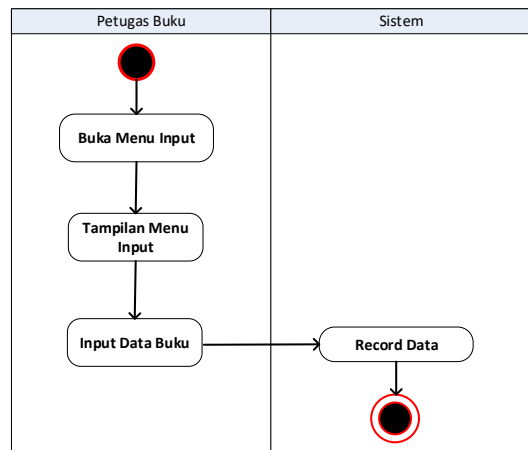 Petugas Buku
Sistem
Buka Menu Input
Tampilan Menu
Input
Input Data Buku
Record Data